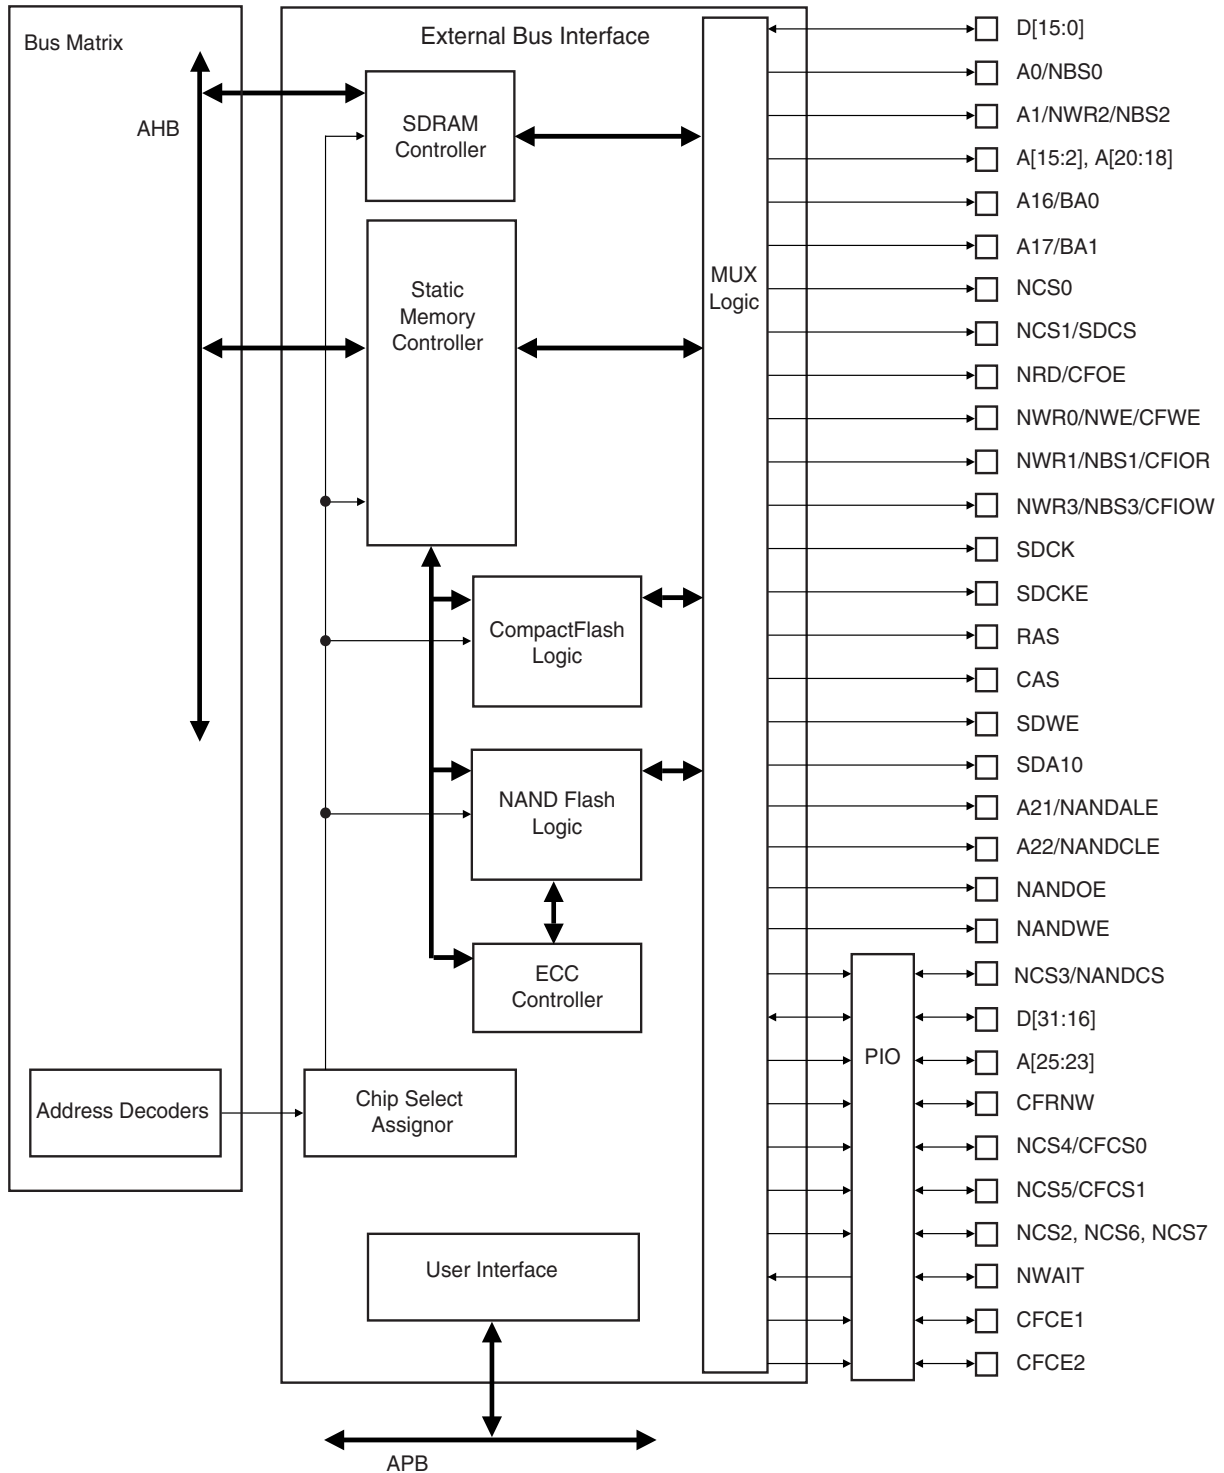 Bus Matrix
AHB
Address Decoders
External Bus Interface
SDRAM
Controller
Static
Memory
Controller
CompactFlash
Logic
NAND Flash
Logic
ECC
Controller
Chip Select
Assignor
User Interface
APB
MUX
Logic
PIO
D[15:0]
A0/NBS0
A1/NWR2/NBS2
A[15:2], A[20:18]
A16/BA0
A17/BA1
NCS0
NCS1/SDCS
NRD/CFOE
NWR0/NWE/CFWE
NWR1/NBS1/CFIOR
NWR3/NBS3/CFIOW
SDCK
SDCKE
RAS
CAS
SDWE
SDA10
A21/NANDALE
A22/NANDCLE
NANDOE
NANDWE
NCS3/NANDCS
D[31:16]
A[25:23]
CFRNW
NCS4/CFCS0
NCS5/CFCS1
NCS2, NCS6, NCS7
NWAIT
CFCE1
CFCE2